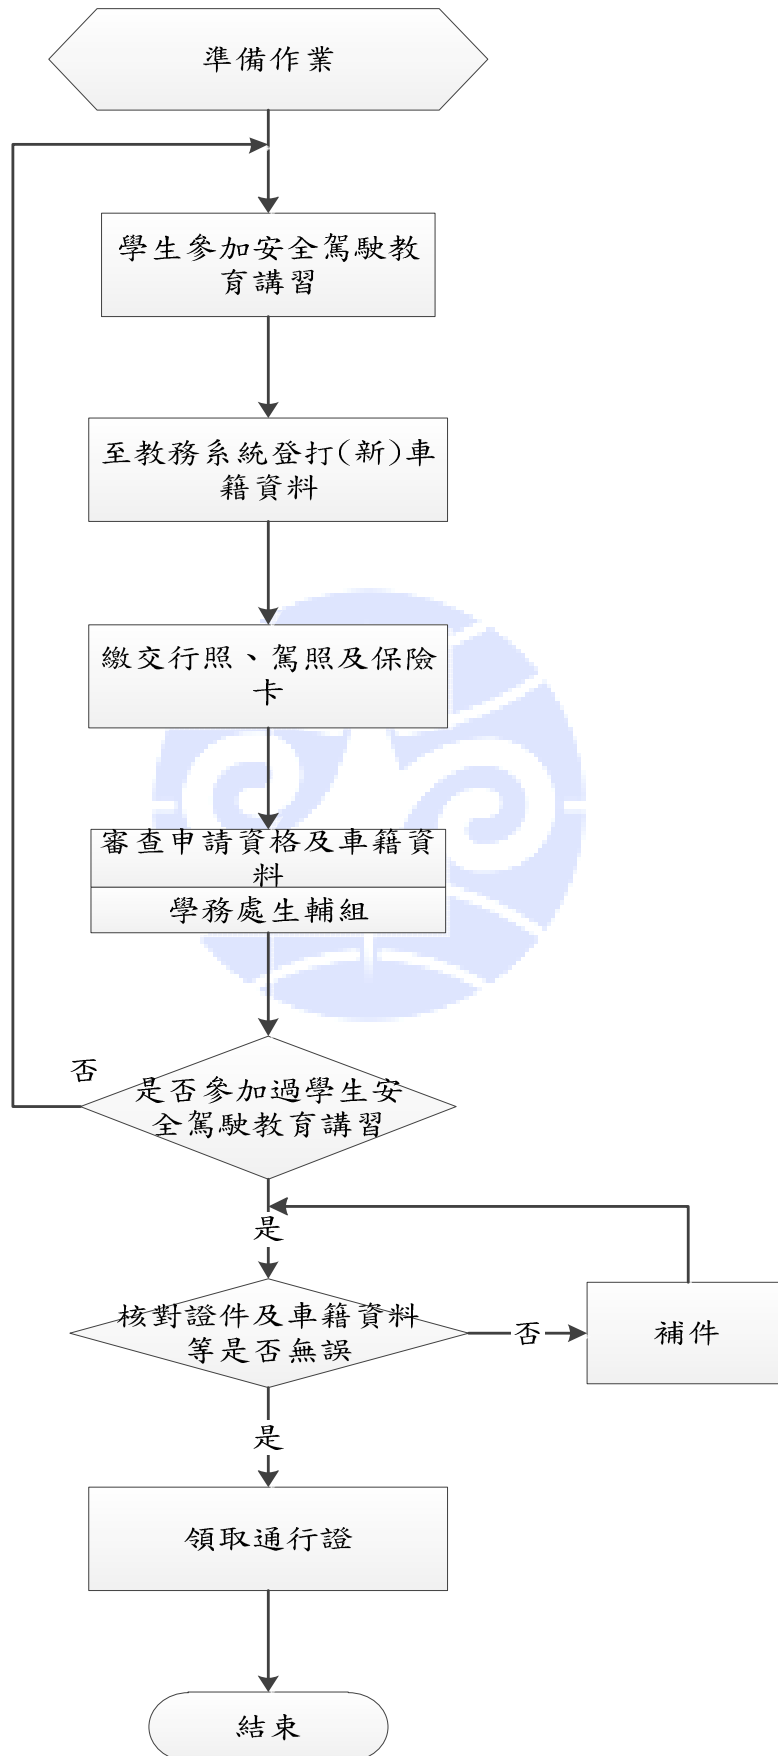 準備作業
學生參加安全駕駛教
育講習
至教務系統登打(新)車
籍資料
繳交行照、駕照及保險
卡
審查申請資格及車籍資
料
學務處生輔組
否
是否參加過學生安
全駕駛教育講習
是
核對證件及車籍資料
等是否無誤
否
補件
是
領取通行證
結束